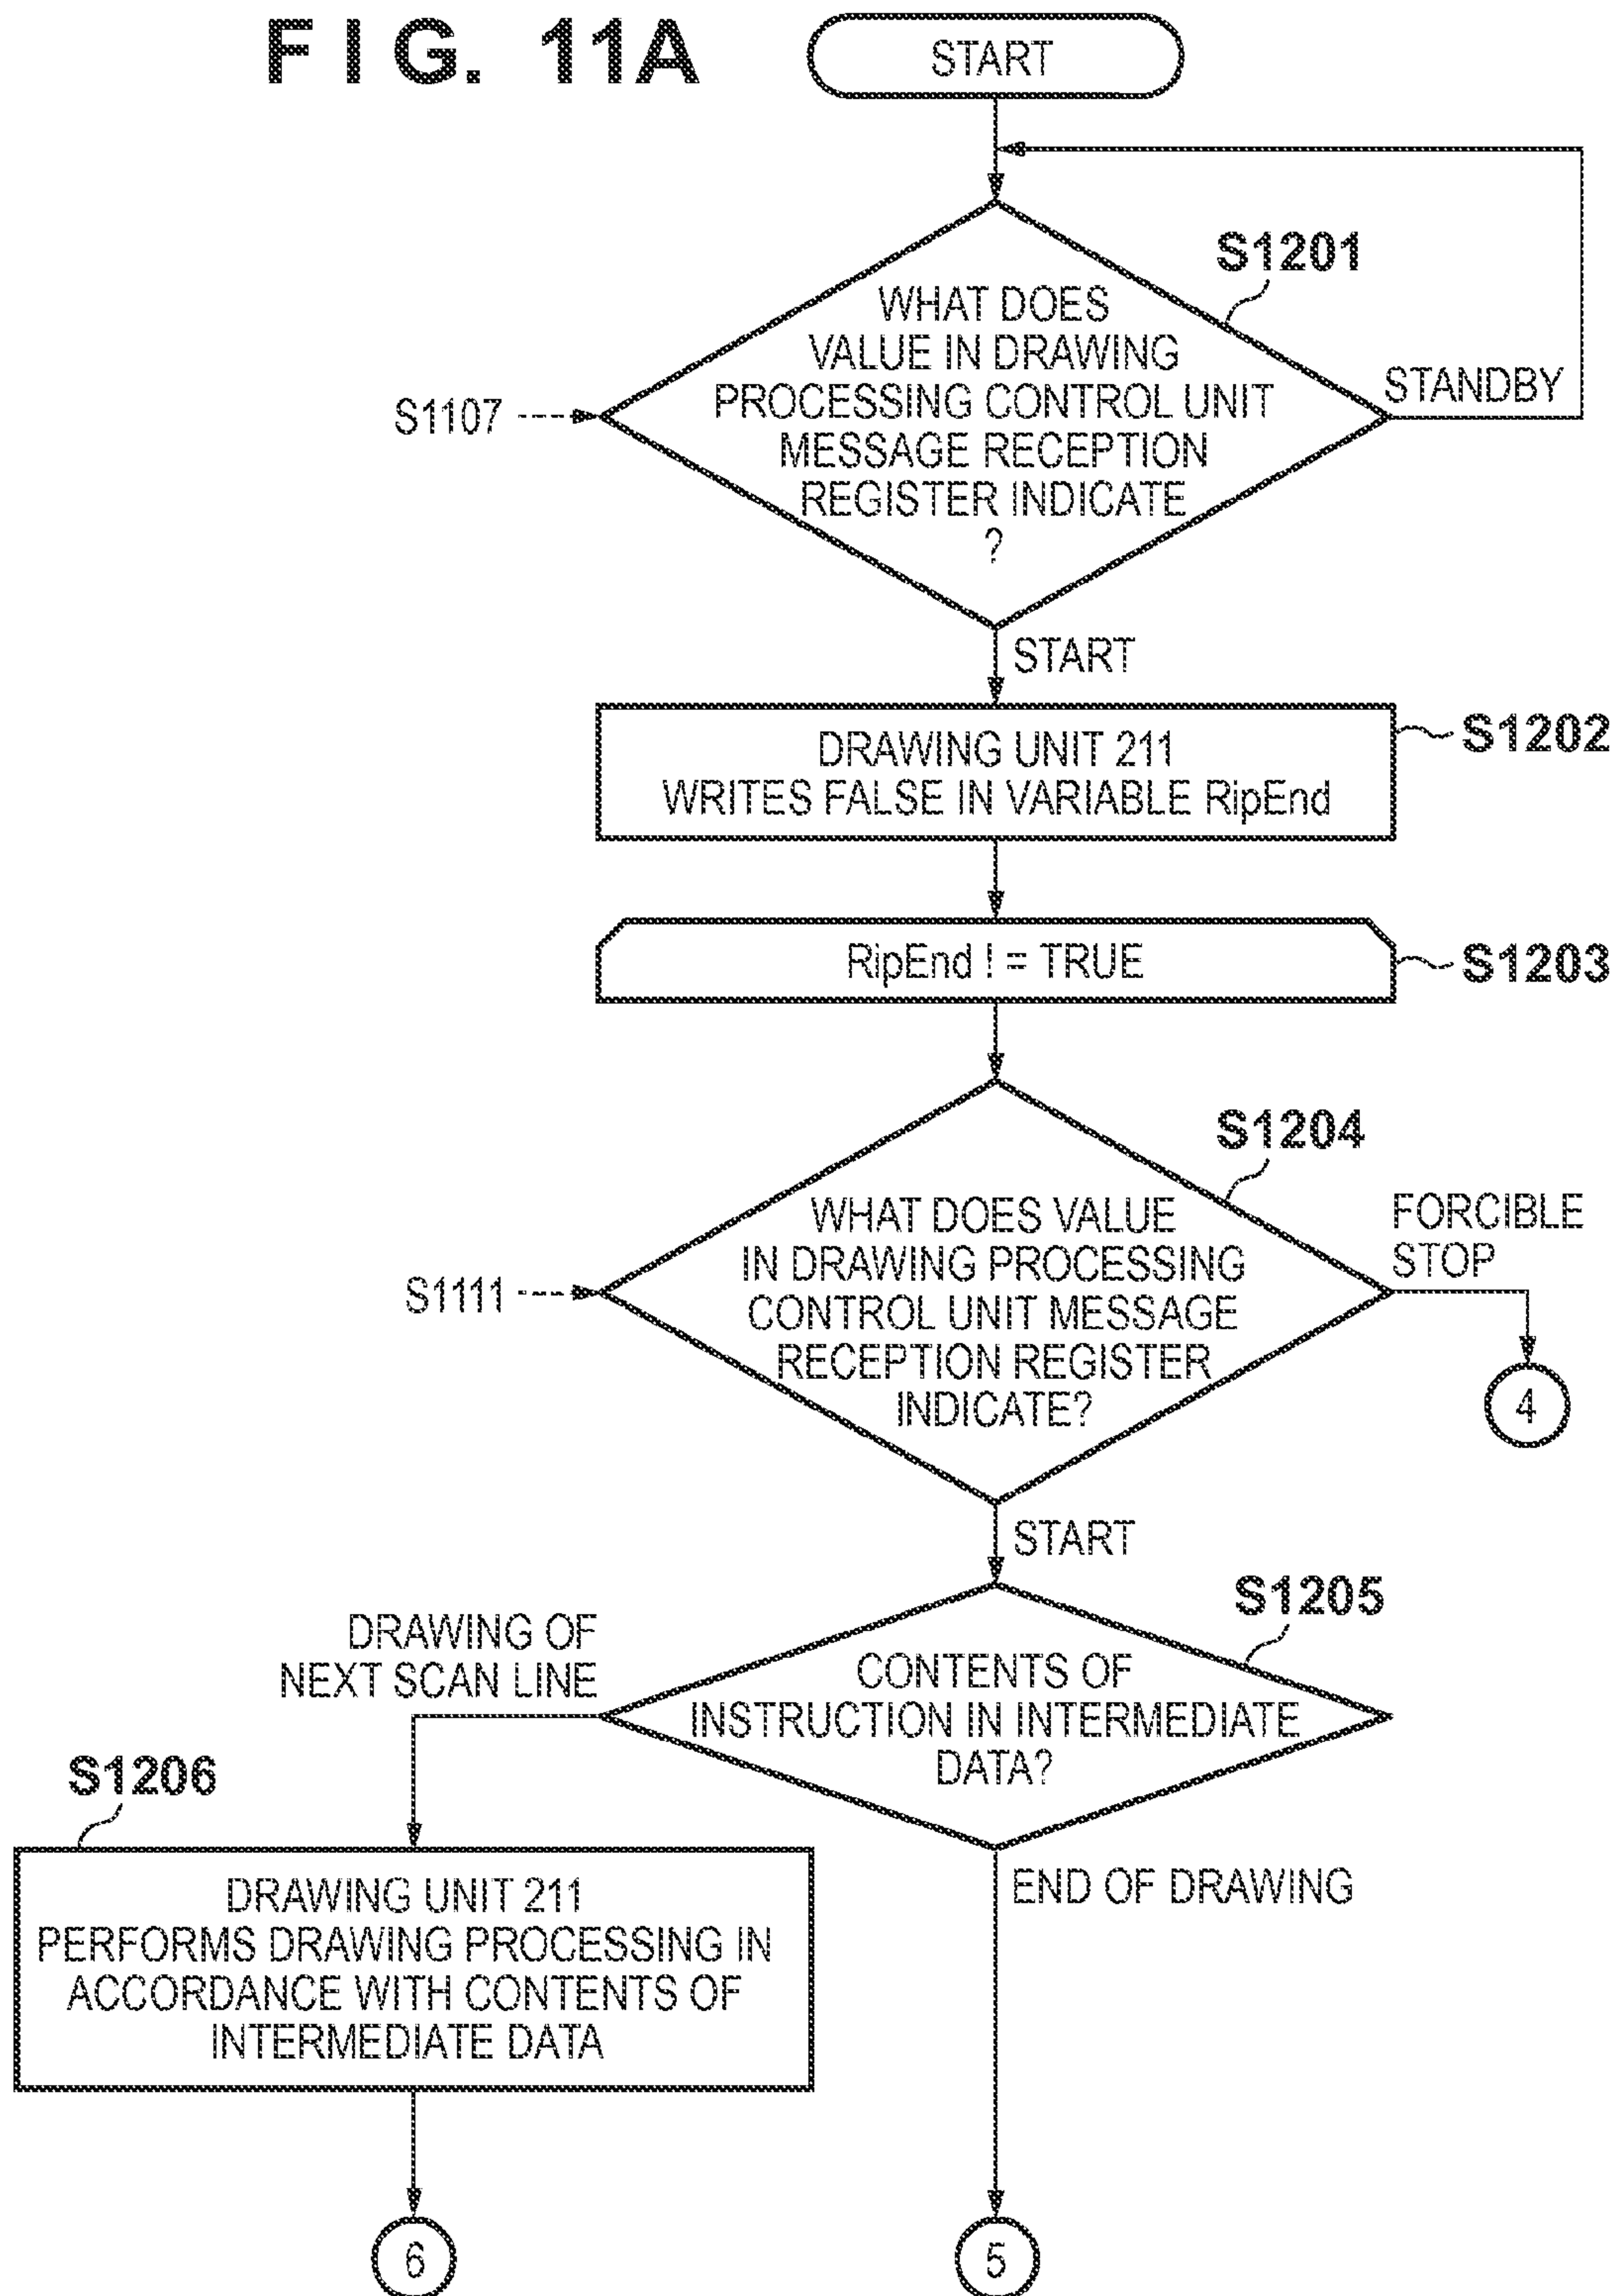 FIG. 11A
START
S1201
WHAT DOES
VALUE IN DRAWING
PROCESSING CONTROL UNIT
MESSAGE RECEPTION
REGISTER INDICATE
?
STANDBY
S1107
START
S1202
DRAWING UNIT 211
WRITES FALSE IN VARIABLE RipEnd
RipEnd ! = TRUE
S1203
S1204
WHAT DOES VALUE
IN DRAWING PROCESSING
CONTROL UNIT MESSAGE
RECEPTION REGISTER
INDICATE?
FORCIBLE
STOP
S1111
4
START
S1205
DRAWING OF
NEXT SCAN LINE
CONTENTS OF
INSTRUCTION IN INTERMEDIATE
DATA?
S1206
DRAWING UNIT 211
PERFORMS DRAWING PROCESSING IN
ACCORDANCE WITH CONTENTS OF
INTERMEDIATE DATA
END OF DRAWING
6
5